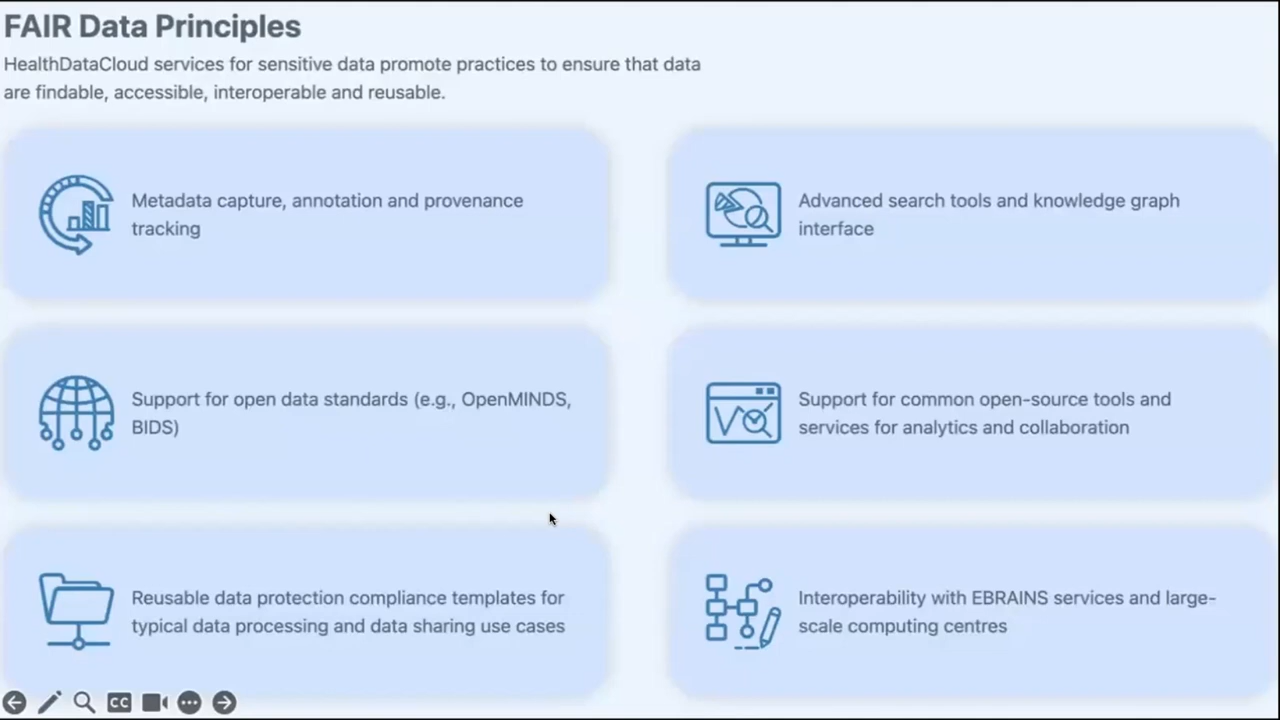 FAIR Data Principles
HealthDataCloud services for sensitive data promote practices to ensure that data
are findable, accessible, interoperable and reusable.
Metadata capture, annotation and provenance
tracking
Advanced search tools and knowledge graph
interface
Support for open data standards (e.g., OpenMINDS,
BIDS)
Support for common open-source tools and
services for analytics and collaboration
Reusable data protection compliance templates for
typical data processing and data sharing use cases
Interoperability with EBRAINS services and large-
scale computing centres
CC